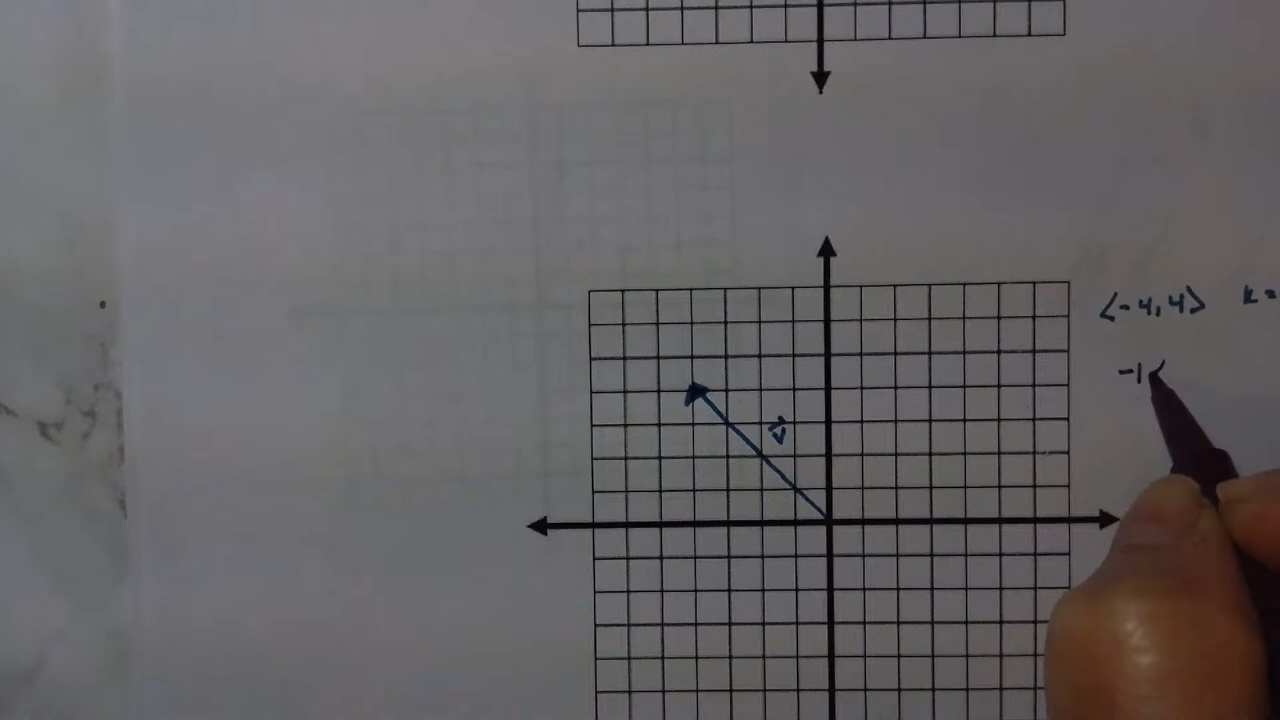 ⟨-4,4⟩ k=
-1⟨
v⃗